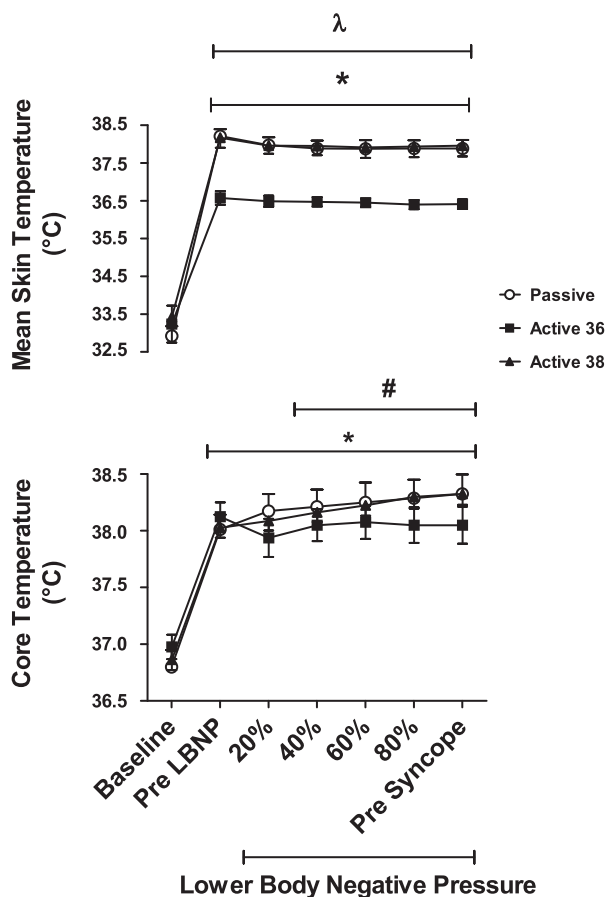 λ
*
Mean Skin Temperature
(°C)
38.5
37.5
36.5
35.5
34.5
33.5
32.5
Passive
Active 36
Active 38
#
*
Core Temperature
(°C)
38.5
38.0
37.5
37.0
36.5
Baseline
Pre LBNP
20%
40%
60%
80%
Pre Syncope
Lower Body Negative Pressure